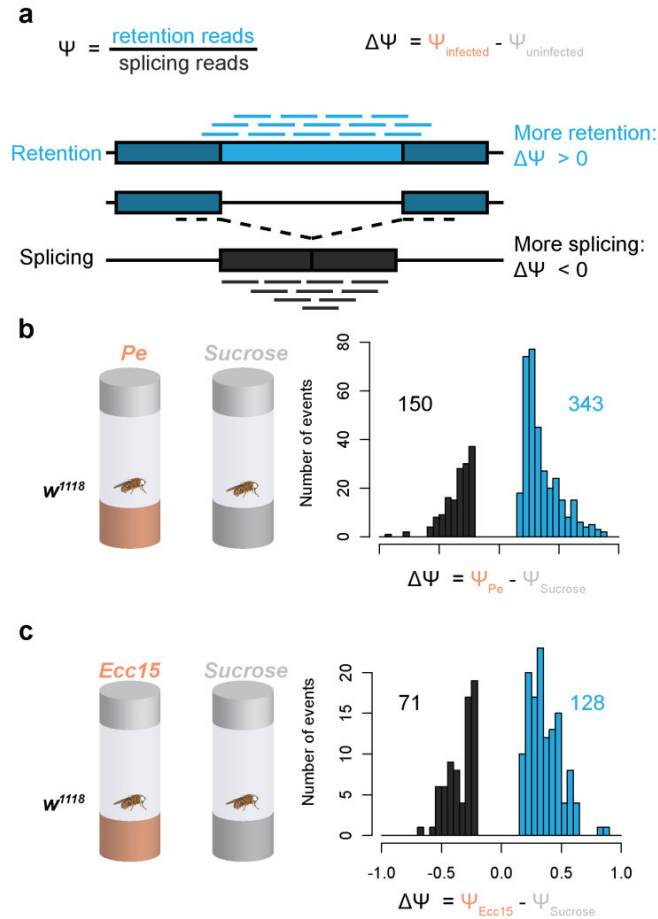 a
Ψ = retention reads
splicing reads
ΔΨ = Ψinfected - Ψuninfected
Retention
More retention:
ΔΨ > 0
Splicing
More splicing:
ΔΨ < 0
b
Pe
Sucrose
w1118
Number of events
80
60
40
20
0
150
343
ΔΨ = ΨPe - ΨSucrose
c
Ecc15
Sucrose
w1118
Number of events
20
15
10
5
0
71
128
-1.0 -0.5 0.0 0.5 1.0
ΔΨ = ΨEcc15 - ΨSucrose